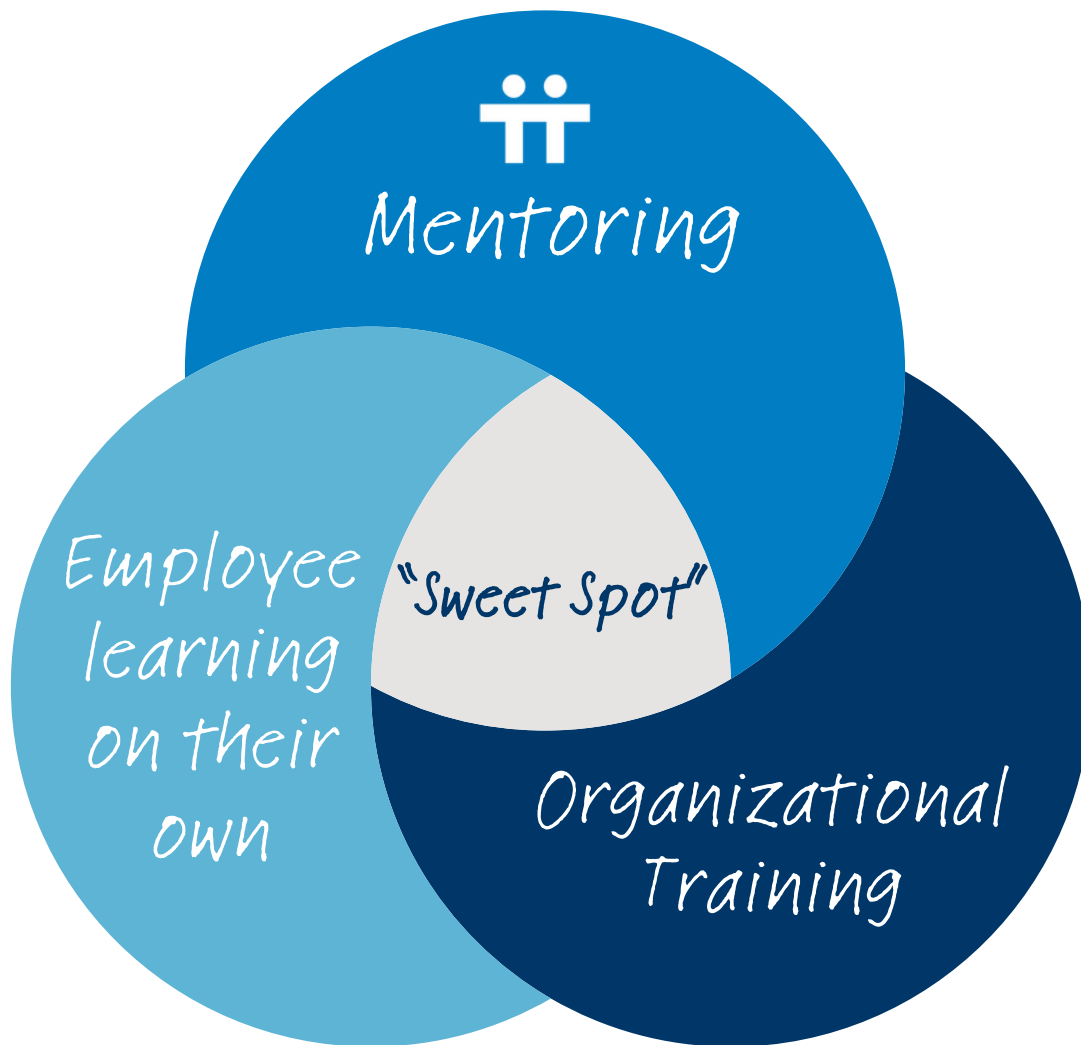 Mentoring
Employee
learning
on their
own
"Sweet Spot"
Organizational
Training